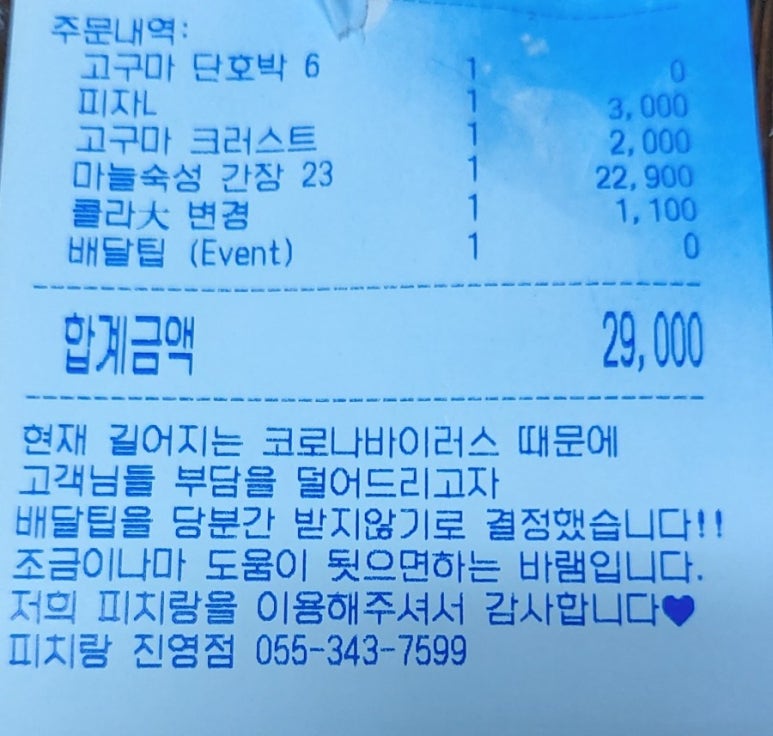 주문내역:
고구마 단호박 6 1 0
피자L 1 3,000
고구마 크러스트 1 2,000
마늘숙성 간장 23 1 22,900
콜라大 변경 1 1,100
배달팁 (Event) 1 0
합계금액 29,000
현재 길어지는 코로나바이러스 때문에
고객님들 부담을 덜어드리고자
배달팁을 당분간 받지않기로 결정했습니다!!
조금이나마 도움이 됫으면하는 바램입니다.
저희 피치랑을 이용해주셔서 감사합니다♥
피치랑 진영점 055-343-7599